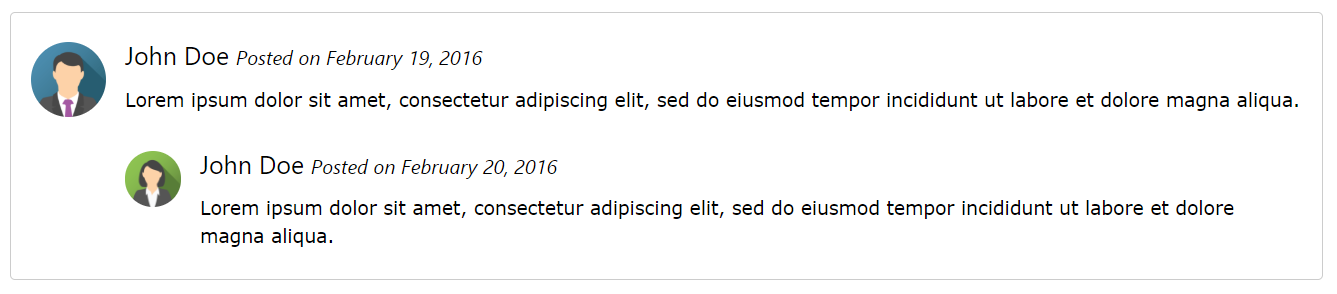 John Doe Posted on February 19, 2016
Lorem ipsum dolor sit amet, consectetur adipiscing elit, sed do eiusmod tempor incididunt ut labore et dolore magna aliqua.
John Doe Posted on February 20, 2016
Lorem ipsum dolor sit amet, consectetur adipiscing elit, sed do eiusmod tempor incididunt ut labore et dolore
magna aliqua.